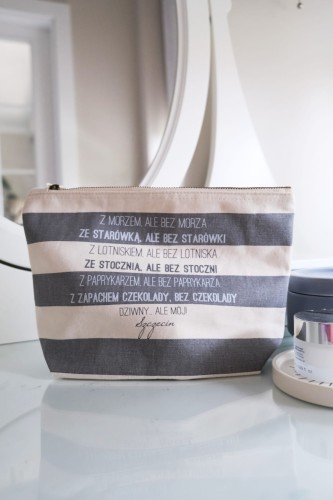 Z MORZEM, ALE BEZ MORZA
ZE STARÓWKĄ, ALE BEZ STARÓWKI
Z LOTNISKIEM, ALE BEZ LOTNISKA
ZE STOCZNIĄ, ALE BEZ STOCZNI
Z PAPRYKARZEM, ALE BEZ PAPRYKARZA
Z ZAPACHEM CZEKOLADY, BEZ CZEKOLADY
DZIWNY, ALE MÓJ!
Szczecin